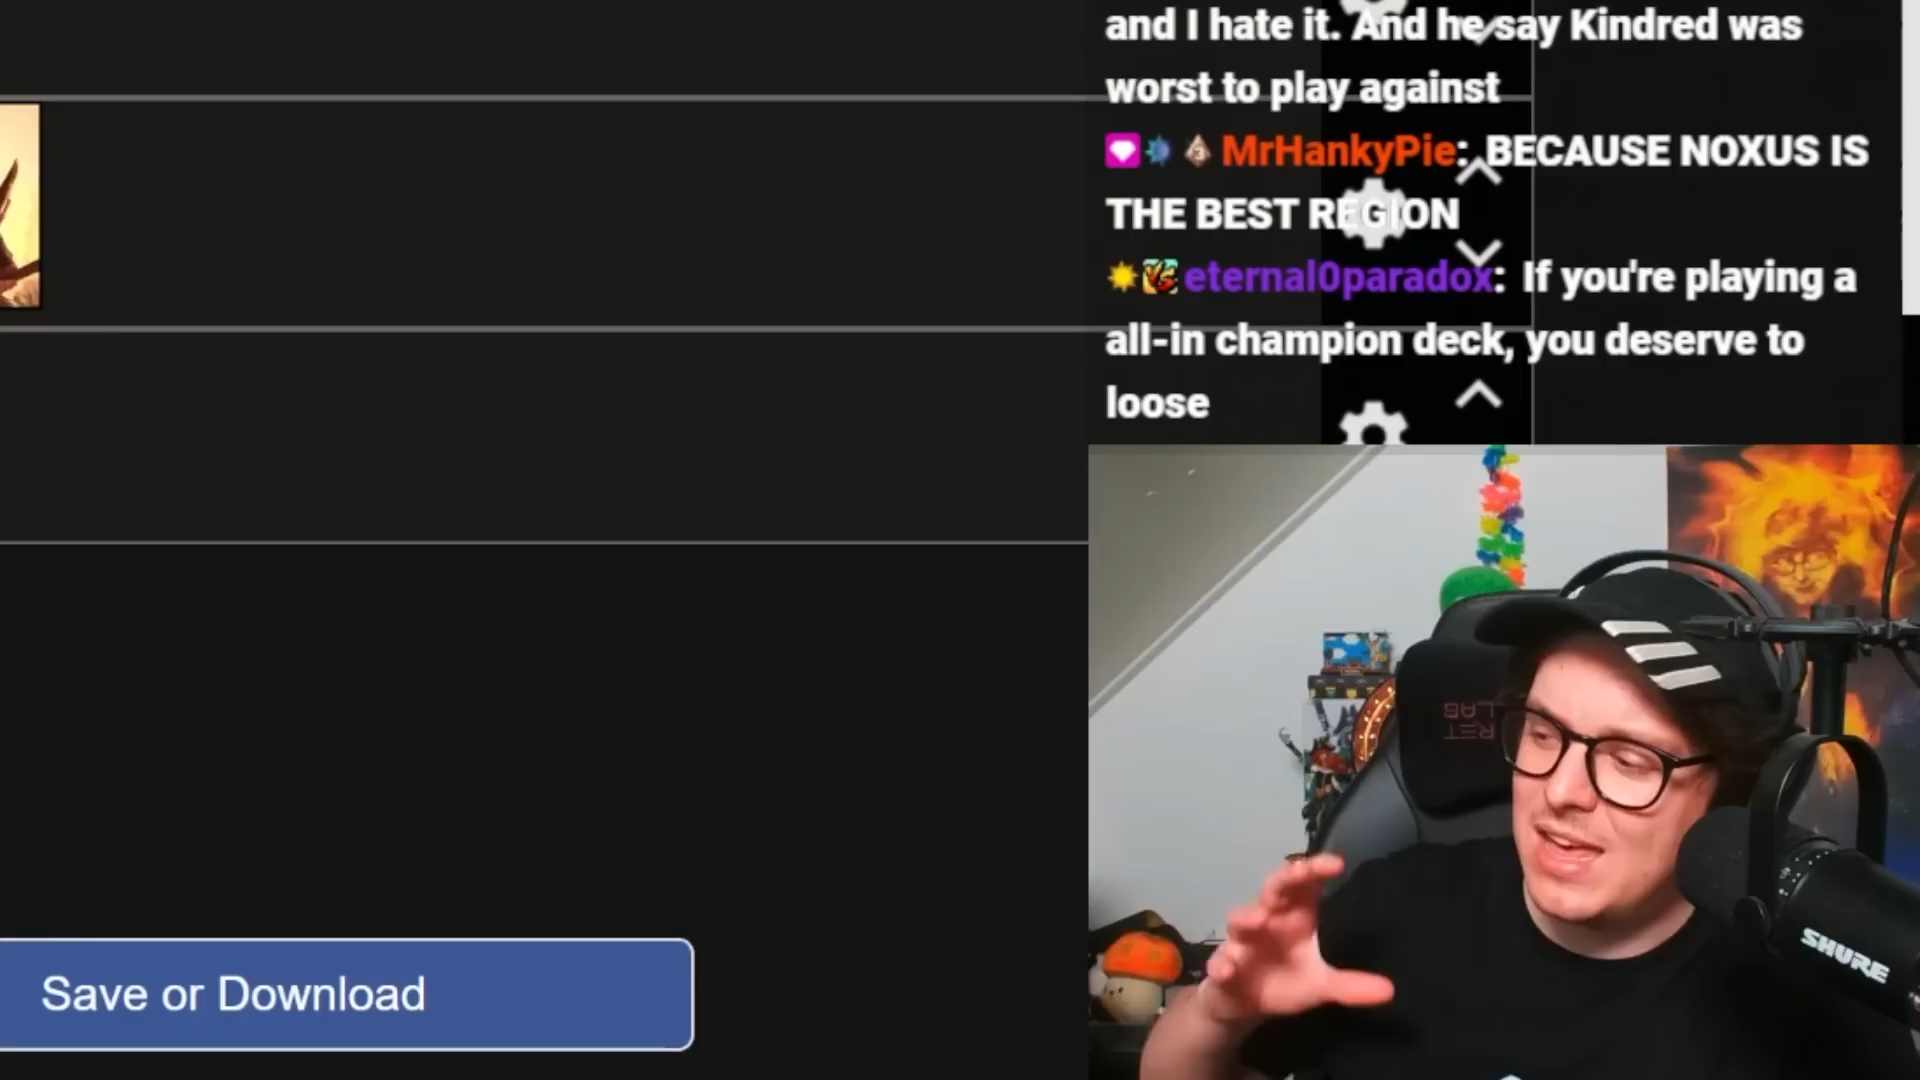 and I hate it. And he say Kindred was
worst to play against
MrHankyPie: BECAUSE NOXUS IS
THE BEST REGION
eternal0paradox: If you're playing a
all-in champion deck, you deserve to
loose
Save or Download
SHURE